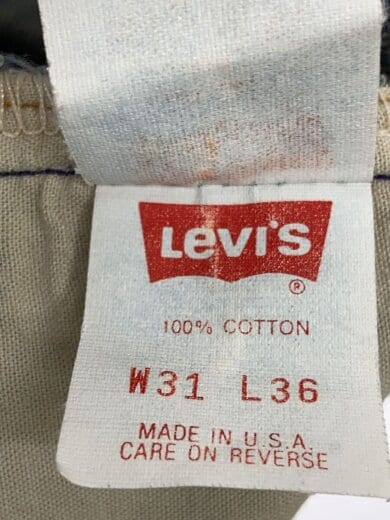 Levi's
®
100% COTTON
W31 L36
MADE IN U.S.A.
CARE ON REVERSE